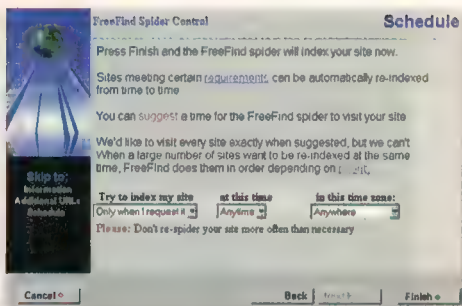 FreeFind Spider Control
Schedule
Press Finish and the FreeFind spider will index your site now.
Sites meeting certain requirements can be automatically re-indexed
from time to time
You can suggest a time for the FreeFind spider to visit your site
We'd like to visit every site exactly when suggested, but we can't
When a large number of sites want to be re-indexed at the same
time, FreeFind does them in order depending on
Skip to:
Information
Additional URLs
Schedule
Try to index my site
at this time
in this time zone:
Only when I request it
Anytime
Anywhere
Please: Don't re-spider your site more often than necessary
Cancel
Back
Finish